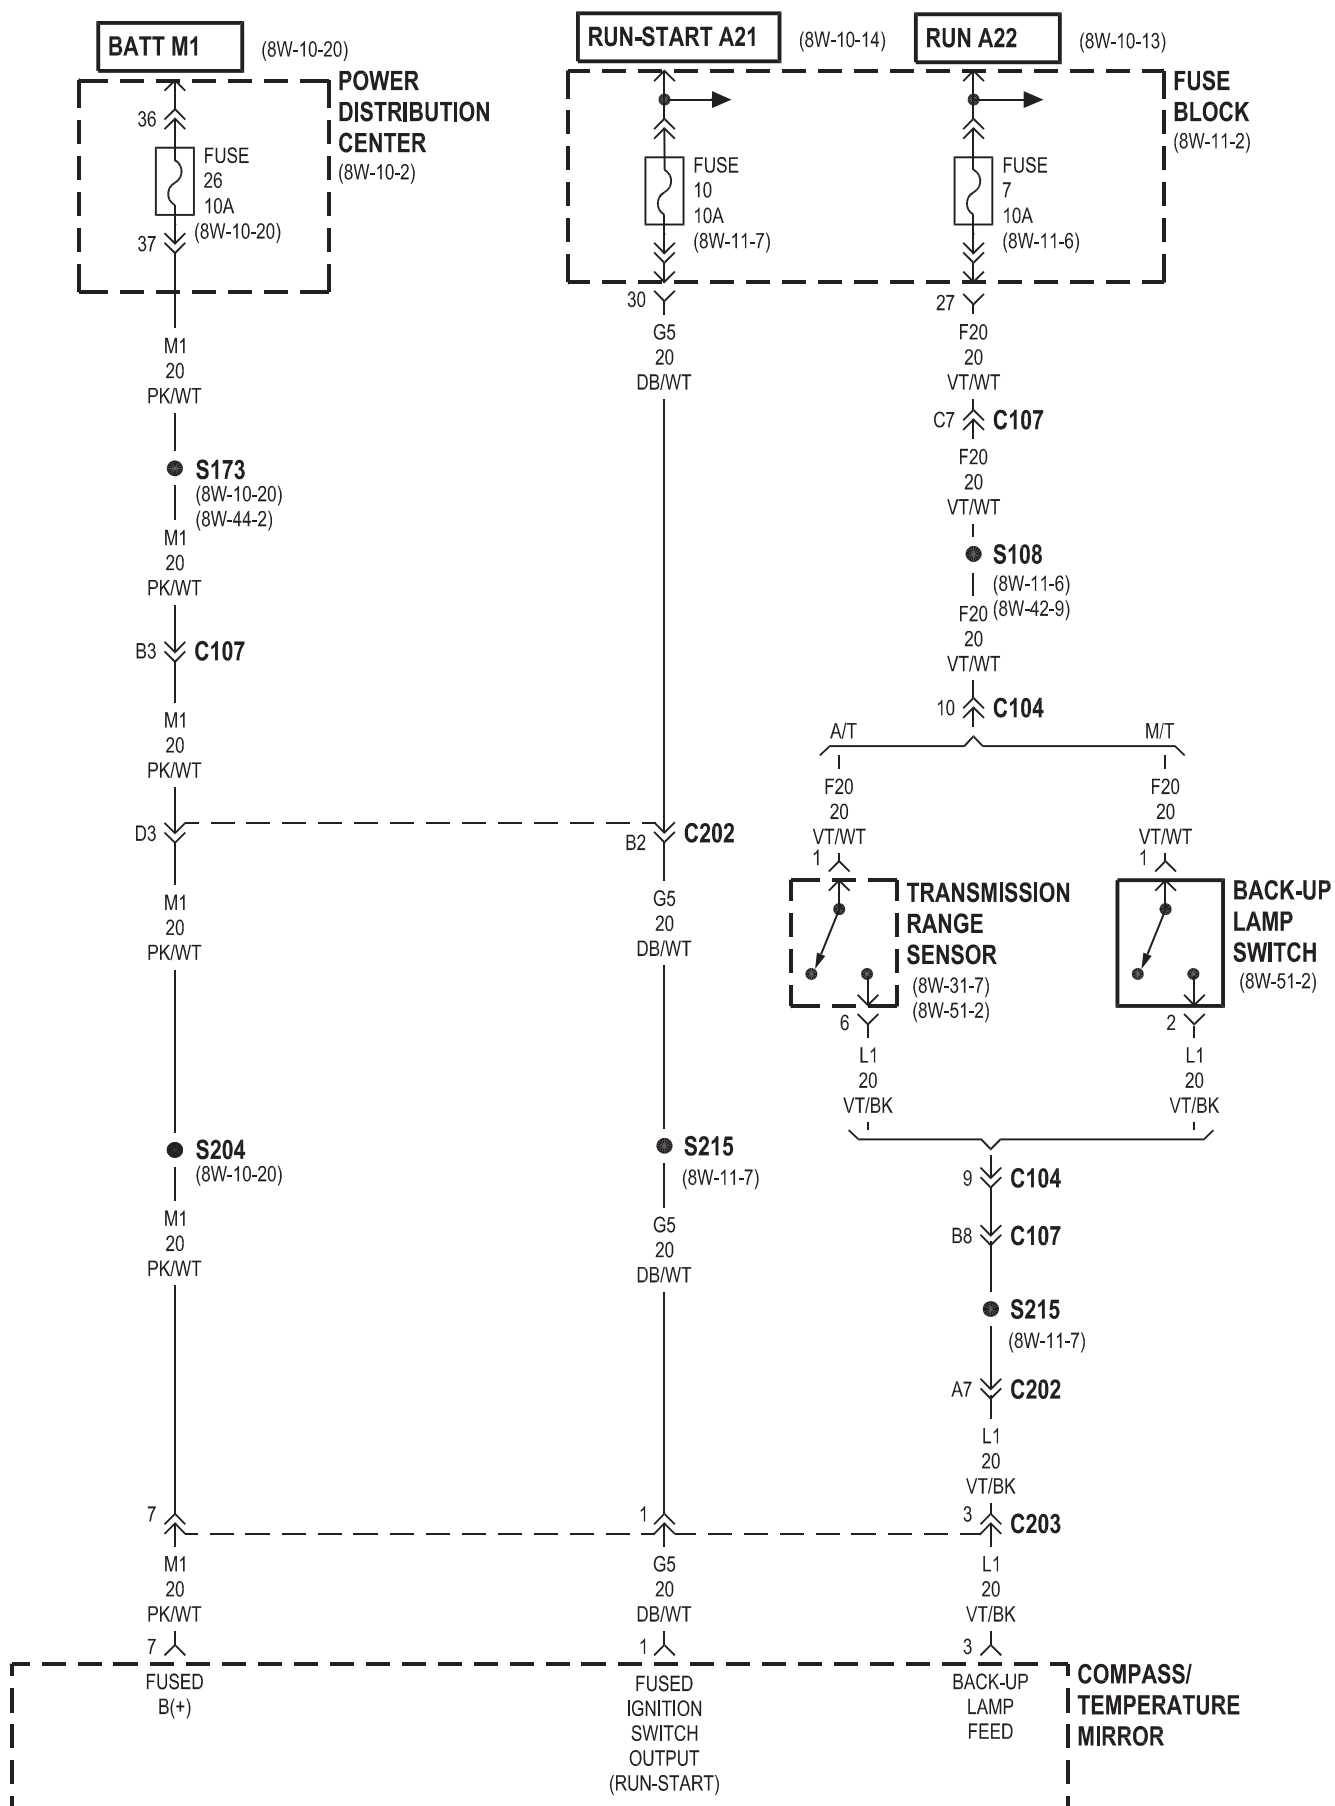 BATT M1
(8W-10-20)
RUN-START A21
(8W-10-14)
RUN A22
(8W-10-13)
POWER
DISTRIBUTION
CENTER
(8W-10-2)
36
FUSE
26
10A
(8W-10-20)
37
FUSE
10
10A
(8W-11-7)
FUSE
7
10A
(8W-11-6)
FUSE
BLOCK
(8W-11-2)
30
27
M1
20
PK/WT
G5
20
DB/WT
F20
20
VT/WT
C7
C107
F20
20
VT/WT
S173
(8W-10-20)
(8W-44-2)
M1
20
PK/WT
S108
(8W-11-6)
(8W-42-9)
F20
20
VT/WT
B3
C107
10
C104
M1
20
PK/WT
A/T
M/T
F20
20
VT/WT
1
F20
20
VT/WT
1
D3
B2
C202
M1
20
PK/WT
G5
20
DB/WT
TRANSMISSION
RANGE
SENSOR
(8W-31-7)
(8W-51-2)
BACK-UP
LAMP
SWITCH
(8W-51-2)
6
2
L1
20
VT/BK
L1
20
VT/BK
S204
(8W-10-20)
S215
(8W-11-7)
9
C104
M1
20
PK/WT
G5
20
DB/WT
B8
C107
S215
(8W-11-7)
A7
C202
L1
20
VT/BK
7
1
3
C203
M1
20
PK/WT
G5
20
DB/WT
L1
20
VT/BK
7
1
3
FUSED
B(+)
FUSED
IGNITION
SWITCH
OUTPUT
(RUN-START)
BACK-UP
LAMP
FEED
COMPASS/
TEMPERATURE
MIRROR